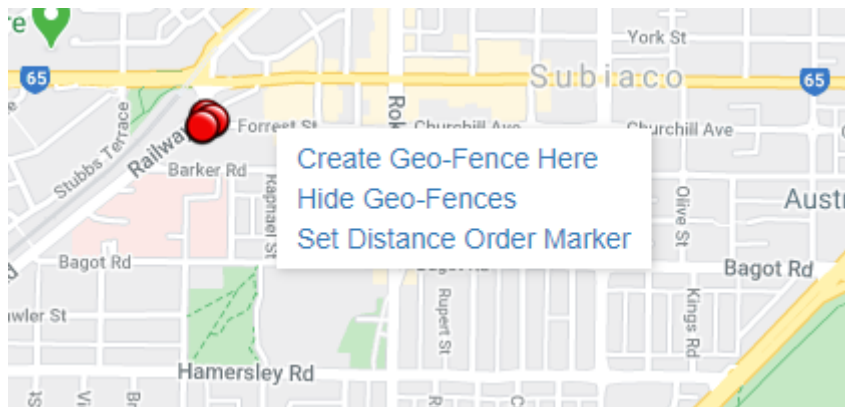 York St
65
Subiaco
65
Forrest St
Churchill Ave
Churchill Ave
Stubbs Terrace
Railway
Barker Rd
Create Geo-Fence Here
Hide Geo-Fences
Set Distance Order Marker
Raphael St
Olive St
Bagot Rd
Bagot Rd
Bagot Rd
Rupert St
Kings Rd
Hamersley Rd